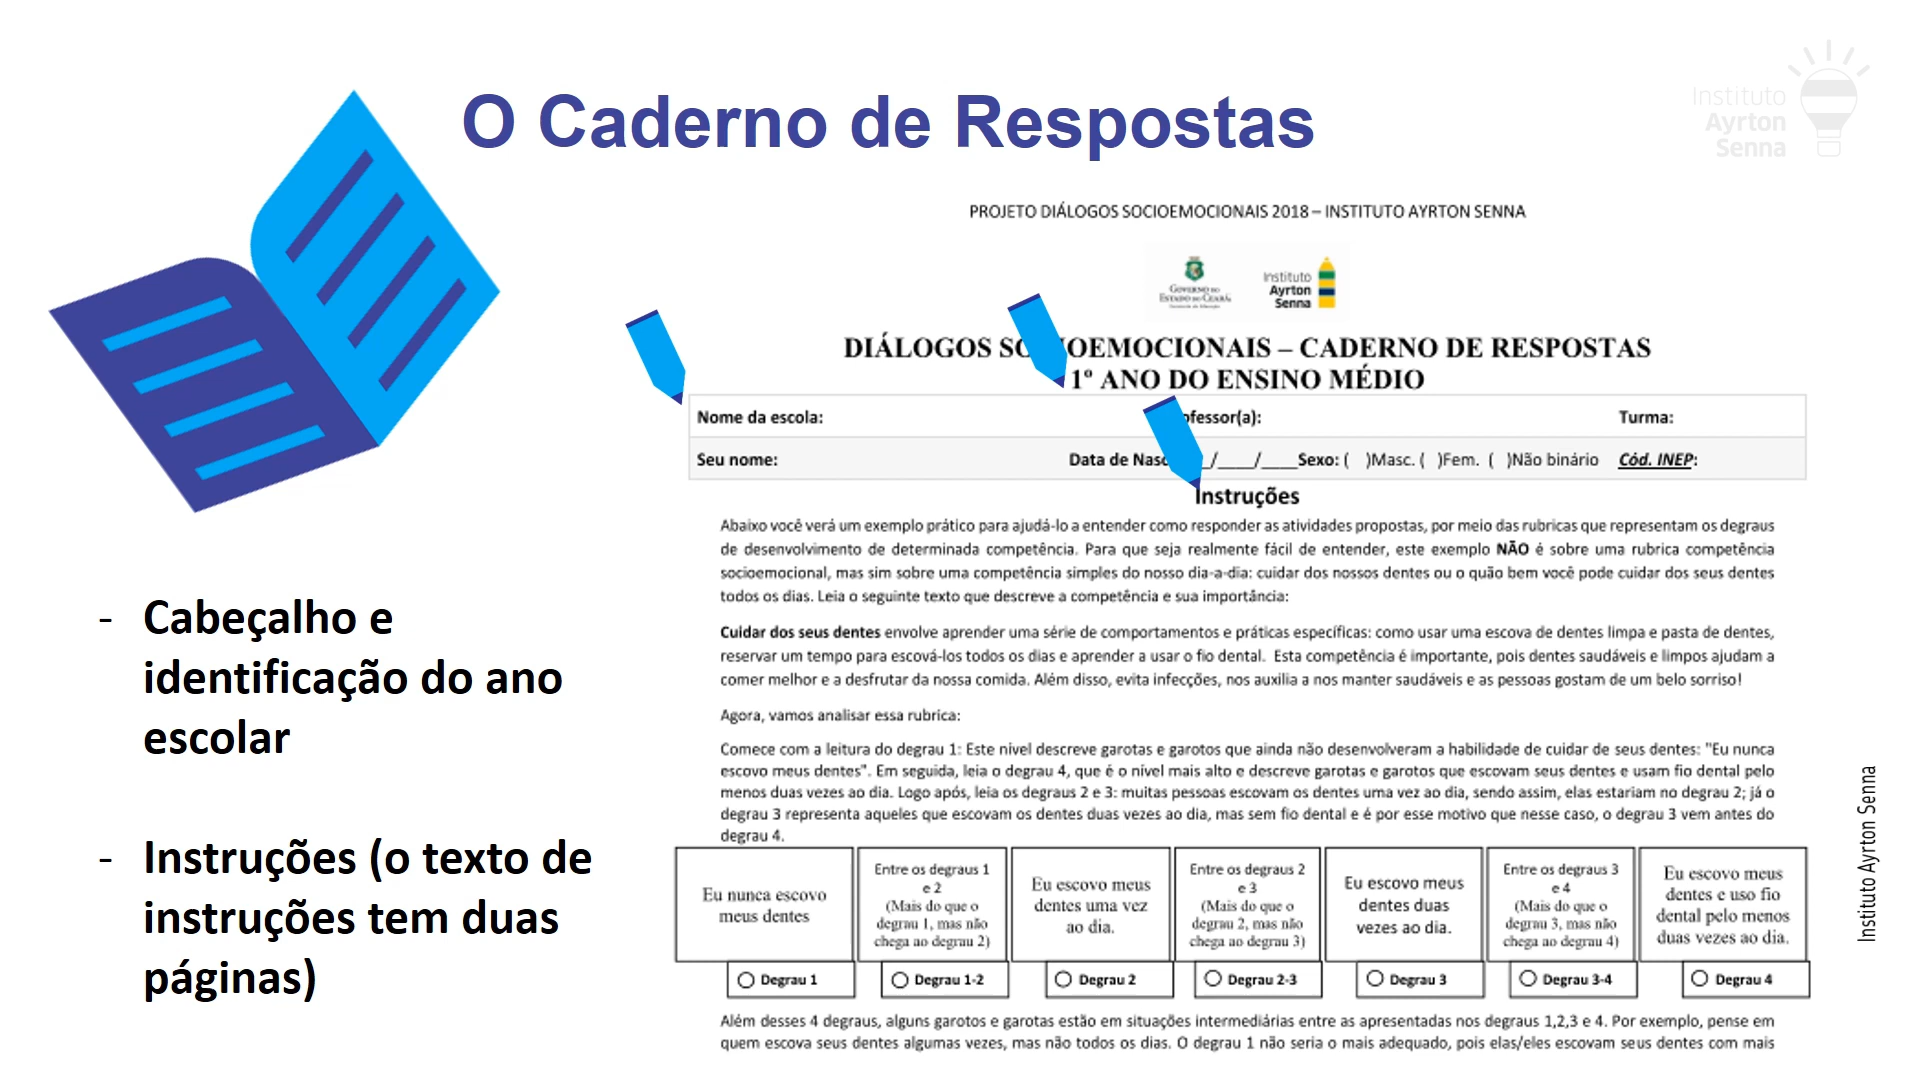 O Caderno de Respostas
Instituto
Ayrton
Senna
- Cabeçalho e
identificação do ano
escolar
- Instruções (o texto de
instruções tem duas
páginas)
PROJETO DIÁLOGOS SOCIOEMOCIONAIS 2018 – INSTITUTO AYRTON SENNA
GOVERNO DO
ESTADO DO CEARÁ
Instituto
Ayrton
Senna
DIÁLOGOS SO IOEMOCIONAIS – CADERNO DE RESPOSTAS
1º ANO DO ENSINO MÉDIO
Nome da escola: ofessor(a): Turma:
Seu nome: Data de Nasc /____/____Sexo: ( )Masc. ( )Fem. ( )Não binário Cód. INEP:
Instruções
Abaixo você verá um exemplo prático para ajudá-lo a entender como responder as atividades propostas, por meio das rubricas que representam os degraus
de desenvolvimento de determinada competência. Para que seja realmente fácil de entender, este exemplo NÃO é sobre uma rubrica competência
socioemocional, mas sim sobre uma competência simples do nosso dia-a-dia: cuidar dos nossos dentes ou o quão bem você pode cuidar dos seus dentes
todos os dias. Leia o seguinte texto que descreve a competência e sua importância:
Cuidar dos seus dentes envolve aprender uma série de comportamentos e práticas específicas: como usar uma escova de dentes limpa e pasta de dentes,
reservar um tempo para escová-los todos os dias e aprender a usar o fio dental. Esta competência é importante, pois dentes saudáveis e limpos ajudam a
comer melhor e a desfrutar da nossa comida. Além disso, evita infecções, nos auxilia a nos manter saudáveis e as pessoas gostam de um belo sorriso!
Agora, vamos analisar essa rubrica:
Comece com a leitura do degrau 1: Este nível descreve garotas e garotos que ainda não desenvolveram a habilidade de cuidar de seus dentes: "Eu nunca
escovo meus dentes". Em seguida, leia o degrau 4, que é o nível mais alto e descreve garotas e garotos que escovam seus dentes e usam fio dental pelo
menos duas vezes ao dia. Logo após, leia os degraus 2 e 3: muitas pessoas escovam os dentes uma vez ao dia, sendo assim, elas estariam no degrau 2; já o
degrau 3 representa aqueles que escovam os dentes duas vezes ao dia, mas sem fio dental e é por esse motivo que nesse caso, o degrau 3 vem antes do
degrau 4.
Eu nunca escovo
meus dentes
Entre os degraus 1
e 2
(Mais do que o
degrau 1, mas não
chega ao degrau 2)
Eu escovo meus
dentes uma vez
ao dia.
Entre os degraus 2
e 3
(Mais do que o
degrau 2, mas não
chega ao degrau 3)
Eu escovo meus
dentes duas
vezes ao dia.
Entre os degraus 3
e 4
(Mais do que o
degrau 3, mas não
chega ao degrau 4)
Eu escovo meus
dentes e uso fio
dental pelo menos
duas vezes ao dia.
Degrau 1 Degrau 1-2 Degrau 2 Degrau 2-3 Degrau 3 Degrau 3-4 Degrau 4
Além desses 4 degraus, alguns garotos e garotas estão em situações intermediárias entre as apresentadas nos degraus 1,2,3 e 4. Por exemplo, pense em
quem escova seus dentes algumas vezes, mas não todos os dias. O degrau 1 não seria o mais adequado, pois elas/eles escovam seus dentes com mais
Instituto Ayrton Senna